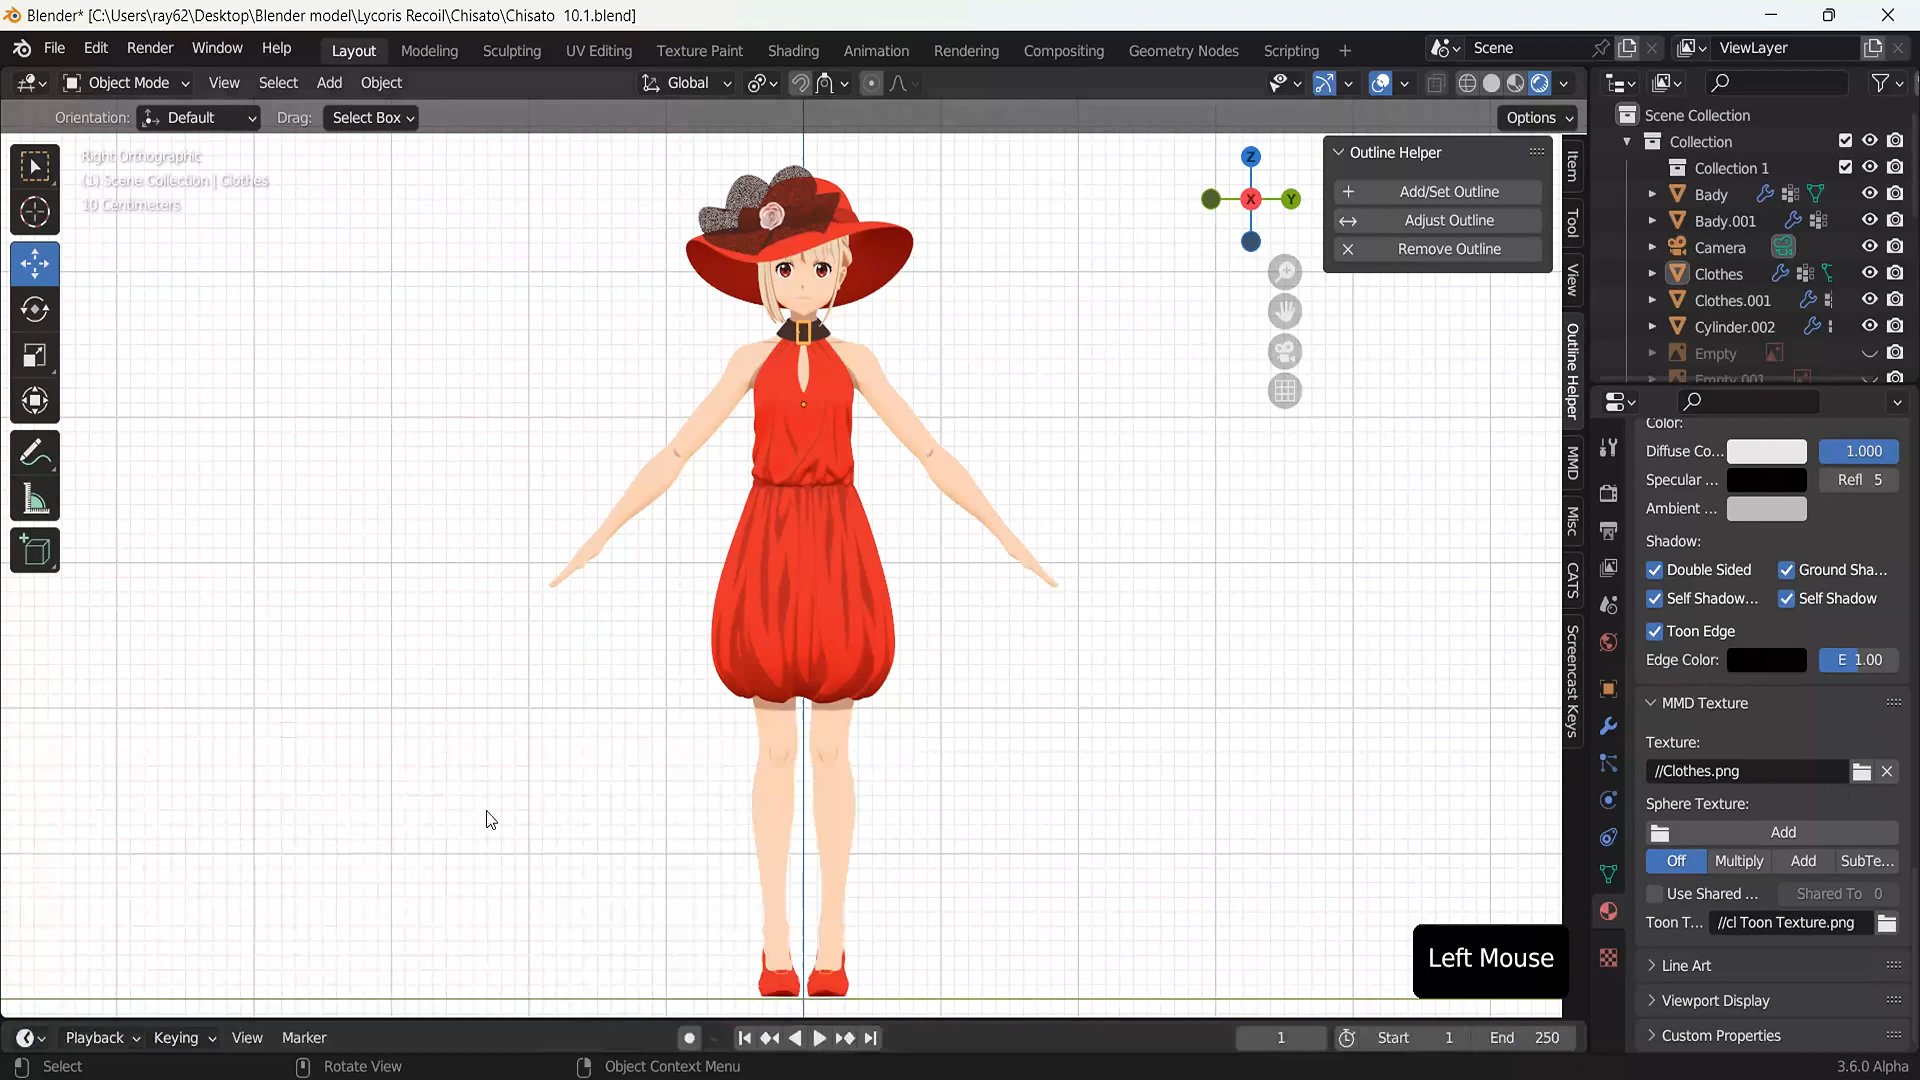 Blender* [C:\Users\ray62\Desktop\Blender model\Lycoris Recoil\Chisato\Chisato  10.1.blend]
File Edit Render Window Help Layout Modeling Sculpting UV Editing Texture Paint Shading Animation Rendering Compositing Geometry Nodes Scripting + Scene ViewLayer
Object Mode View Select Add Object Global
Orientation: Default Drag: Select Box Options
Right Orthographic
(1) Scene Collection | Clothes
10 Centimeters
Z
X
Y
Outline Helper
Add/Set Outline
Adjust Outline
Remove Outline
Item
Tool
View
Outline Helper
MMD
Misc
CATS
Screencast Keys
Scene Collection
Collection
Collection 1
Bady
Bady.001
Camera
Clothes
Clothes.001
Cylinder.002
Empty
Empty.001
Color:
Diffuse Co... 1.000
Specular ... Refl 5
Ambient ...
Shadow:
Double Sided Ground Sha...
Self Shadow... Self Shadow
Toon Edge
Edge Color: E 1.00
MMD Texture
Texture:
//Clothes.png
Sphere Texture:
Add
Off Multiply Add SubTe...
Use Shared ... Shared To 0
Toon T... //cl Toon Texture.png
Line Art
Viewport Display
Custom Properties
Left Mouse
Playback Keying View Marker 1 Start 1 End 250
Select Rotate View Object Context Menu 3.6.0 Alpha